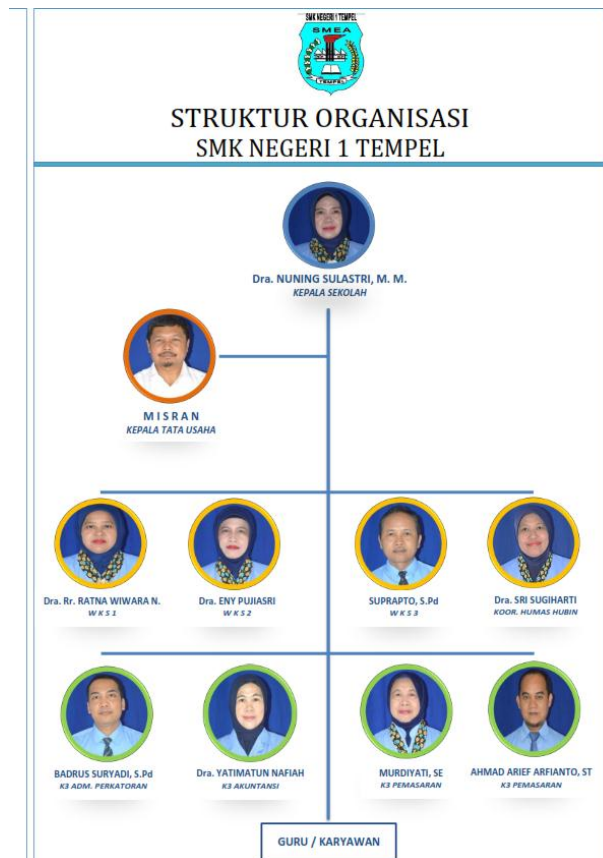 SMK NEGERI 1 TEMPEL
SMEA
TEMPEL
STRUKTUR ORGANISASI
SMK NEGERI 1 TEMPEL
Dra. NUNING SULASTRI, M. M.
KEPALA SEKOLAH
M I S R A N
KEPALA TATA USAHA
Dra. Rr. RATNA WIWARA N.
W K S 1
Dra. ENY PUJIASRI
W K S 2
SUPRAPTO, S.Pd
W K S 3
Dra. SRI SUGIHARTI
KOOR. HUMAS HUBIN
BADRUS SURYADI, S.Pd
K3 ADM. PERKATORAN
Dra. YATIMATUN NAFIAH
K3 AKUNTANSI
MURDIYATI, SE
K3 PEMASARAN
AHMAD ARIEF ARFIANTO, ST
K3 PEMASARAN
GURU / KARYAWAN